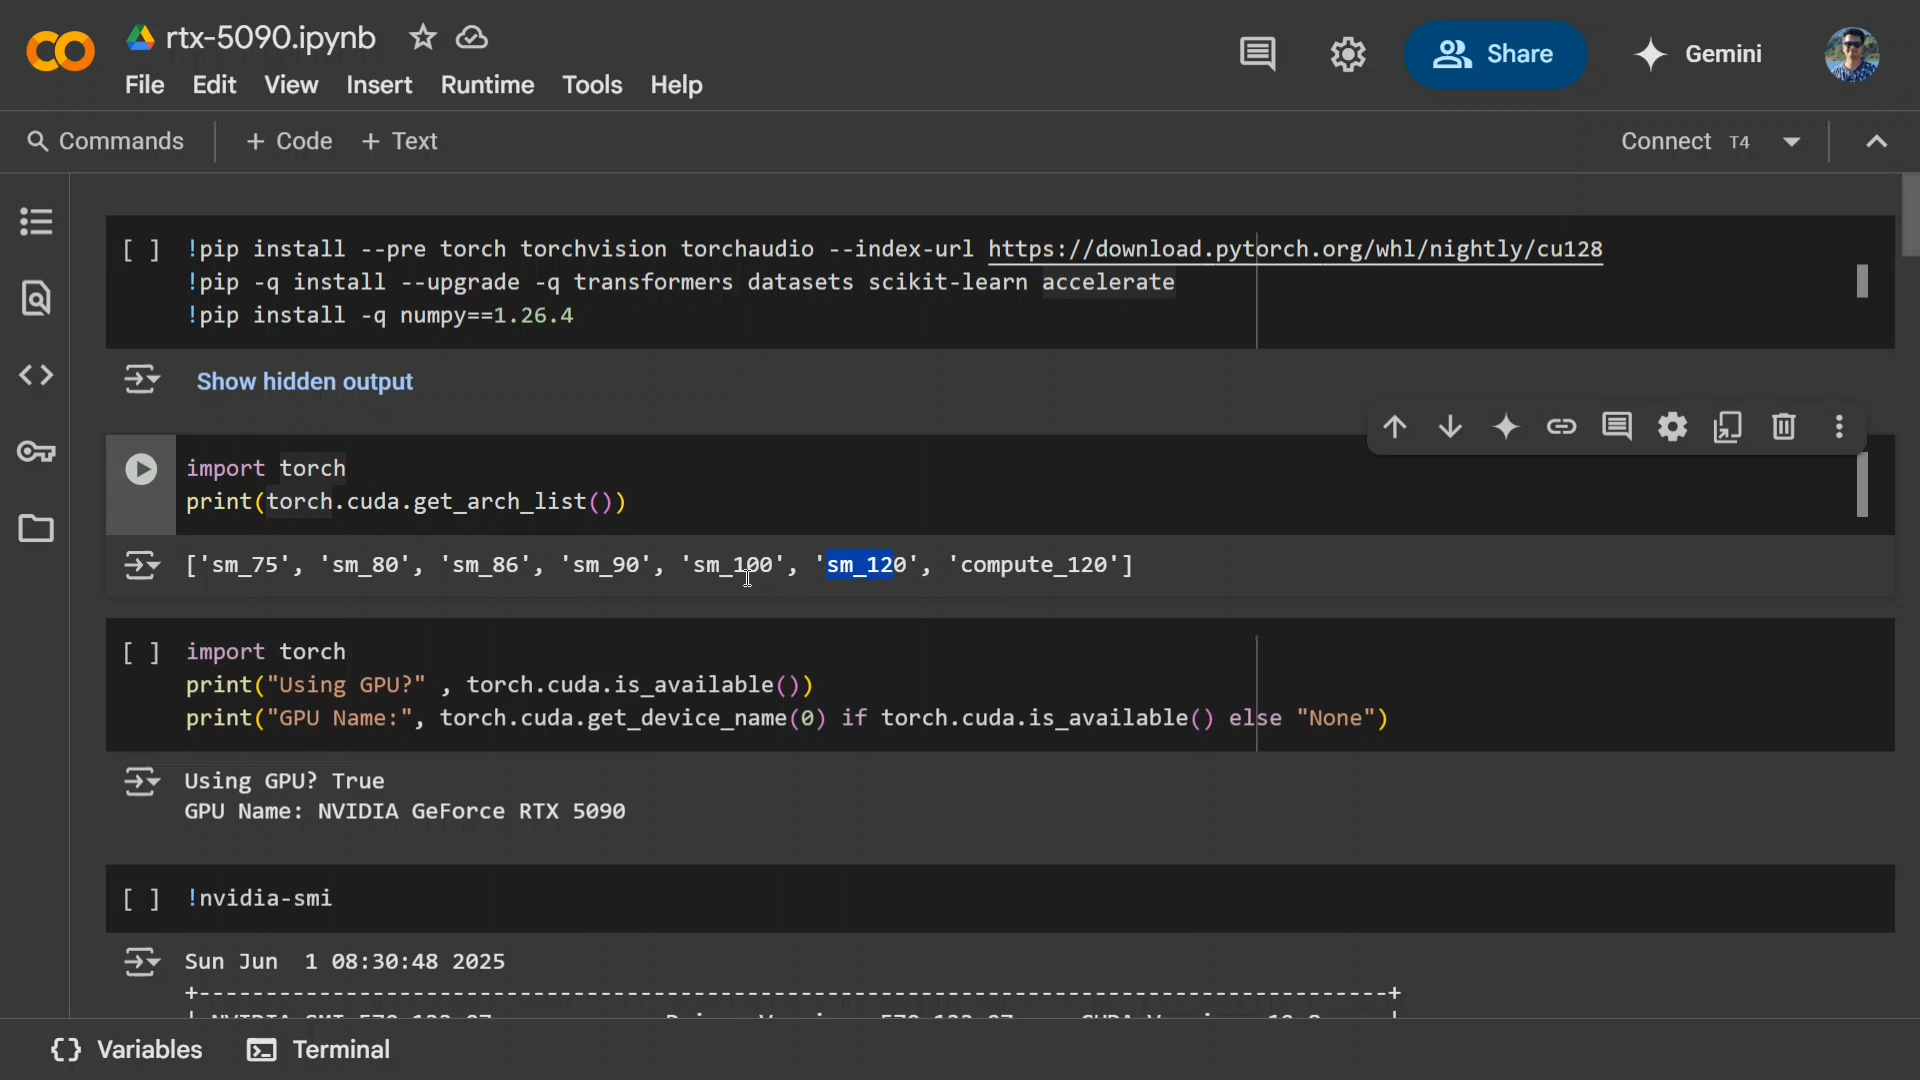 rtx-5090.ipynb
File Edit View Insert Runtime Tools Help
Share
Gemini
Commands + Code + Text
Connect T4
[ ] !pip install --pre torch torchvision torchaudio --index-url https://download.pytorch.org/whl/nightly/cu128
!pip -q install --upgrade -q transformers datasets scikit-learn accelerate
!pip install -q numpy==1.26.4
Show hidden output
import torch
print(torch.cuda.get_arch_list())
['sm_75', 'sm_80', 'sm_86', 'sm_90', 'sm_100', 'sm_120', 'compute_120']
[ ] import torch
print("Using GPU?" , torch.cuda.is_available())
print("GPU Name:", torch.cuda.get_device_name(0) if torch.cuda.is_available() else "None")
Using GPU? True
GPU Name: NVIDIA GeForce RTX 5090
[ ] !nvidia-smi
Sun Jun  1 08:30:48 2025
+-----------------------------------------------------------------------------------------+
Variables Terminal